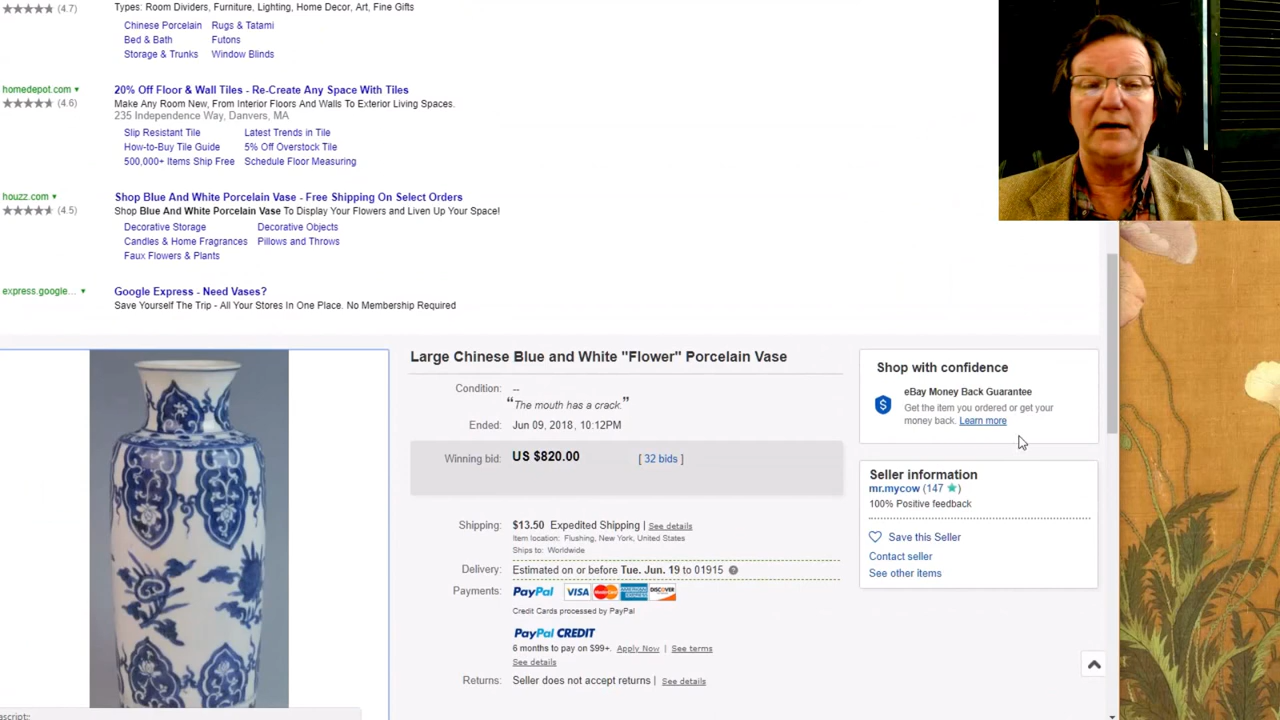 (4.7)
Types: Room Dividers, Furniture, Lighting, Home Decor, Art, Fine Gifts
Chinese Porcelain Rugs & Tatami
Bed & Bath Futons
Storage & Trunks Window Blinds
homedepot.com
(4.6)
20% Off Floor & Wall Tiles - Re-Create Any Space With Tiles
Make Any Room New, From Interior Floors And Walls To Exterior Living Spaces.
235 Independence Way, Danvers, MA
Slip Resistant Tile Latest Trends in Tile
How-to-Buy Tile Guide 5% Off Overstock Tile
500,000+ Items Ship Free Schedule Floor Measuring
houzz.com
(4.5)
Shop Blue And White Porcelain Vase - Free Shipping On Select Orders
Shop Blue And White Porcelain Vase To Display Your Flowers and Liven Up Your Space!
Decorative Storage Decorative Objects
Candles & Home Fragrances Pillows and Throws
Faux Flowers & Plants
express.google...
Google Express - Need Vases?
Save Yourself The Trip - All Your Stores In One Place. No Membership Required
Large Chinese Blue and White "Flower" Porcelain Vase
Condition: --
"The mouth has a crack."
Ended: Jun 09, 2018 , 10:12PM
Winning bid: US $820.00 [ 32 bids ]
Shipping: $13.50 Expedited Shipping | See details
Item location: Flushing, New York, United States
Ships to: Worldwide
Delivery: Estimated on or before Tue. Jun. 19 to 01915 ?
Payments: PayPal VISA MasterCard AMERICAN EXPRESS DISCOVER
Credit Cards processed by PayPal
PayPal CREDIT
6 months to pay on $99+. Apply Now | See terms
See details
Returns: Seller does not accept returns | See details
Shop with confidence
$
eBay Money Back Guarantee
Get the item you ordered or get your
money back. Learn more
Seller information
mr.mycow (147 )
100% Positive feedback
Save this Seller
Contact seller
See other items
ascript:;